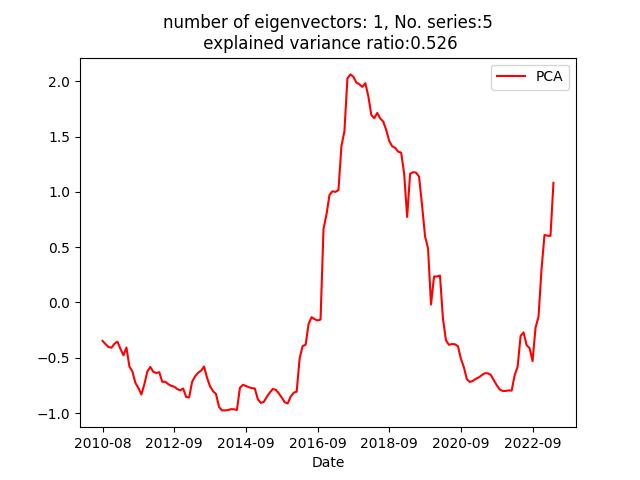 number of eigenvectors: 1, No. series:5
explained variance ratio:0.526
PCA
2.0
1.5
1.0
0.5
0.0
−0.5
−1.0
2010-08 2012-09 2014-09 2016-09 2018-09 2020-09 2022-09
Date